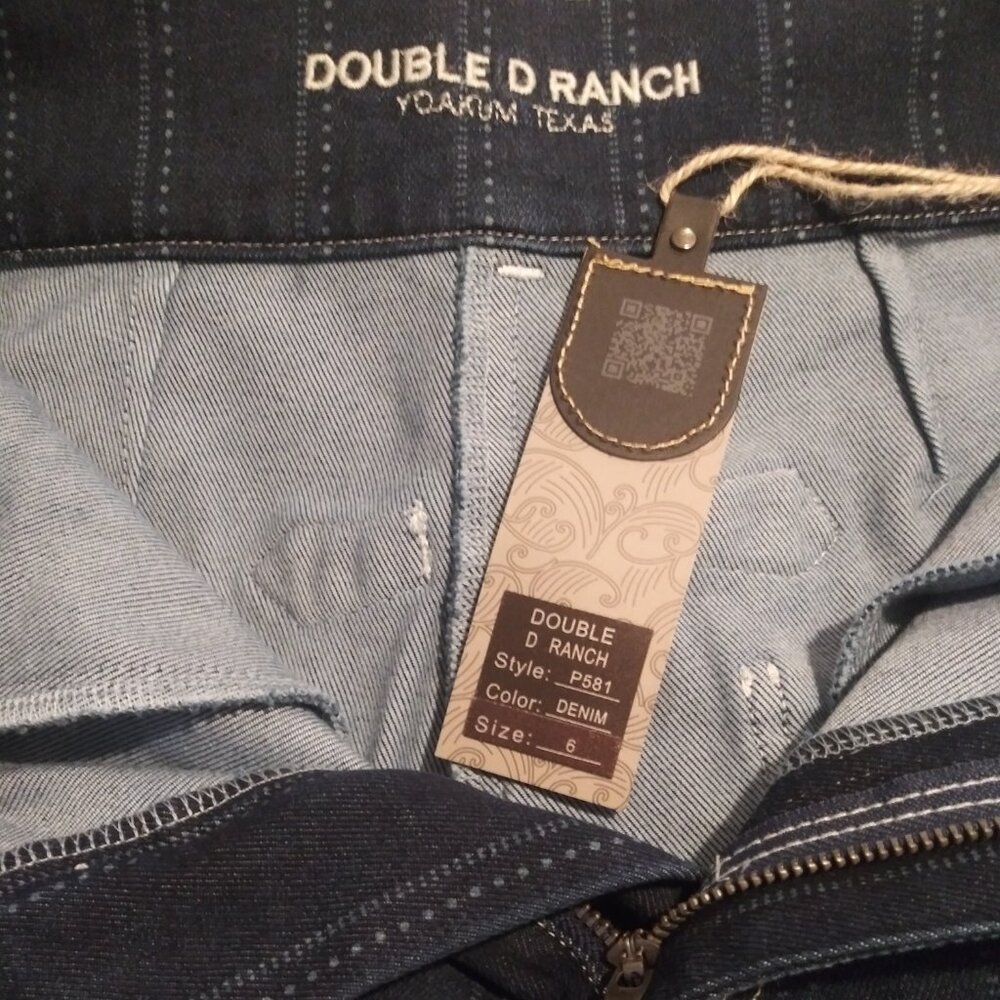 DOUBLE D RANCH
YOAKUM TEXAS
DOUBLE
D RANCH
Style: P581
Color: DENIM
Size: 6